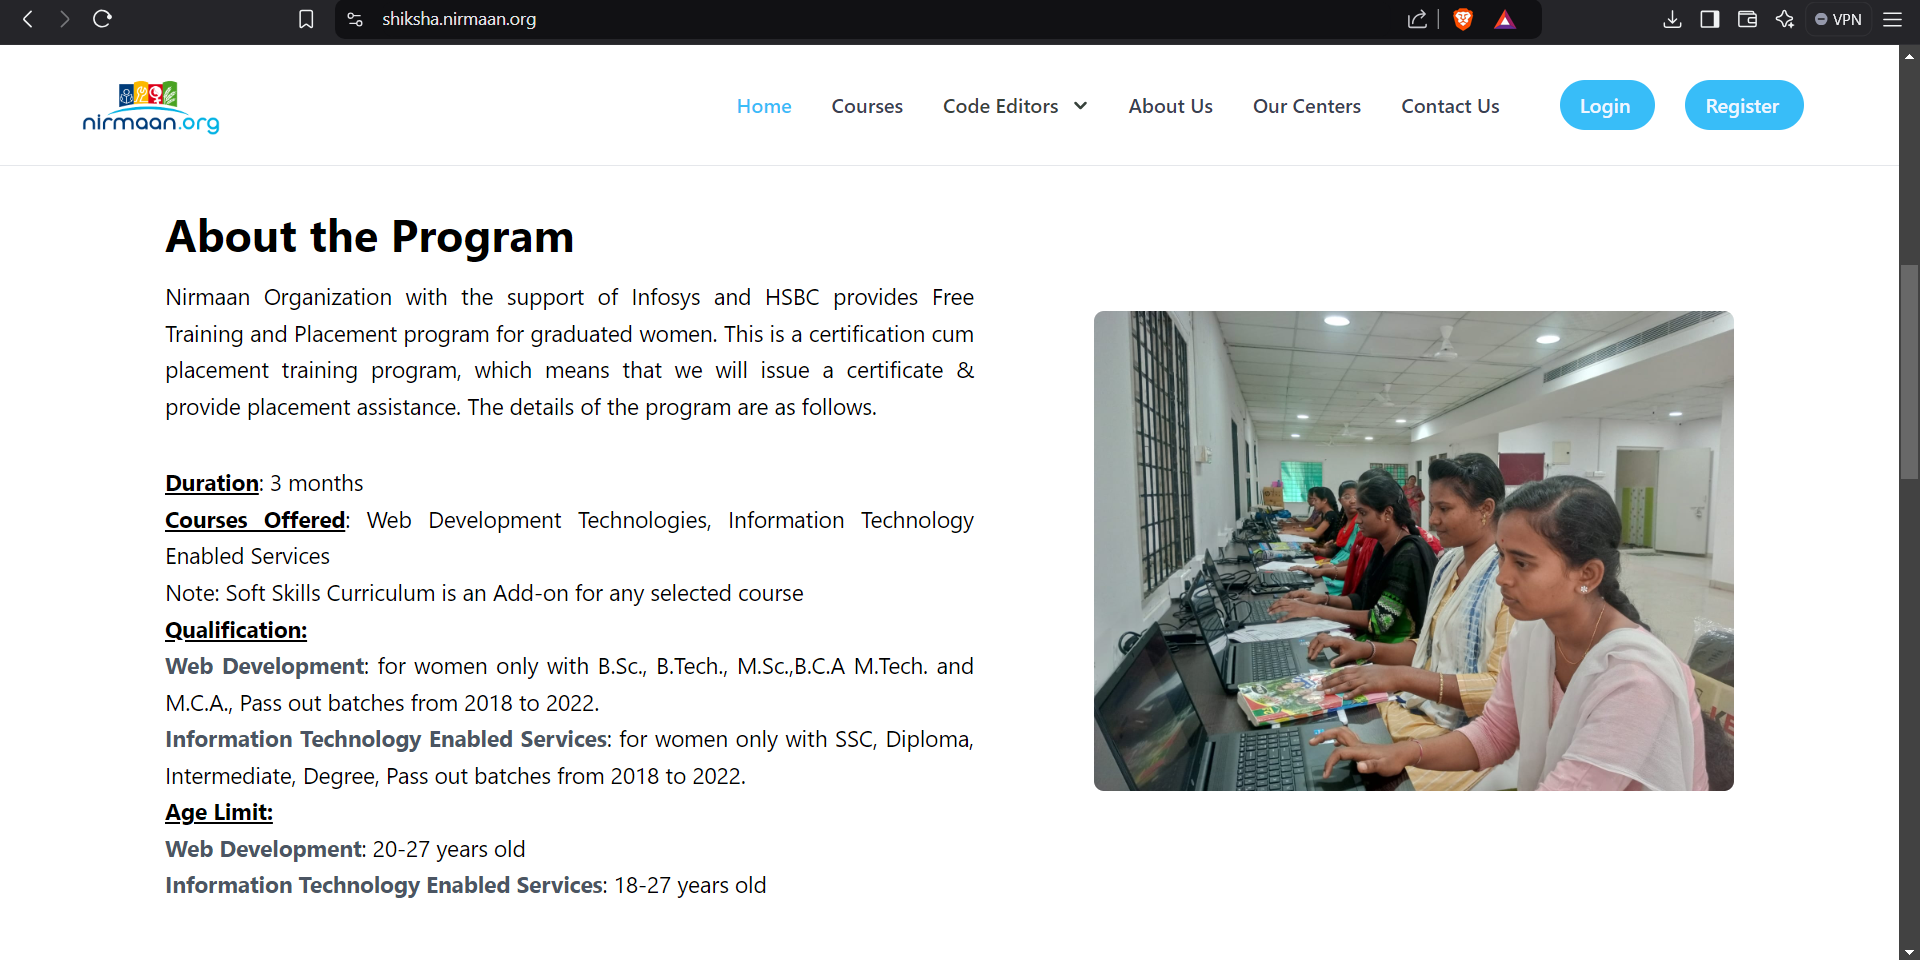 shiksha.nirmaan.org
VPN
nirmaan.org
Home
Courses
Code Editors
About Us
Our Centers
Contact Us
Login
Register
About the Program
Nirmaan Organization with the support of Infosys and HSBC provides Free
Training and Placement program for graduated women. This is a certification cum
placement training program, which means that we will issue a certificate &
provide placement assistance. The details of the program are as follows.
Duration: 3 months
Courses Offered: Web Development Technologies, Information Technology
Enabled Services
Note: Soft Skills Curriculum is an Add-on for any selected course
Qualification:
Web Development: for women only with B.Sc., B.Tech., M.Sc.,B.C.A M.Tech. and
M.C.A., Pass out batches from 2018 to 2022.
Information Technology Enabled Services: for women only with SSC, Diploma,
Intermediate, Degree, Pass out batches from 2018 to 2022.
Age Limit:
Web Development: 20-27 years old
Information Technology Enabled Services: 18-27 years old